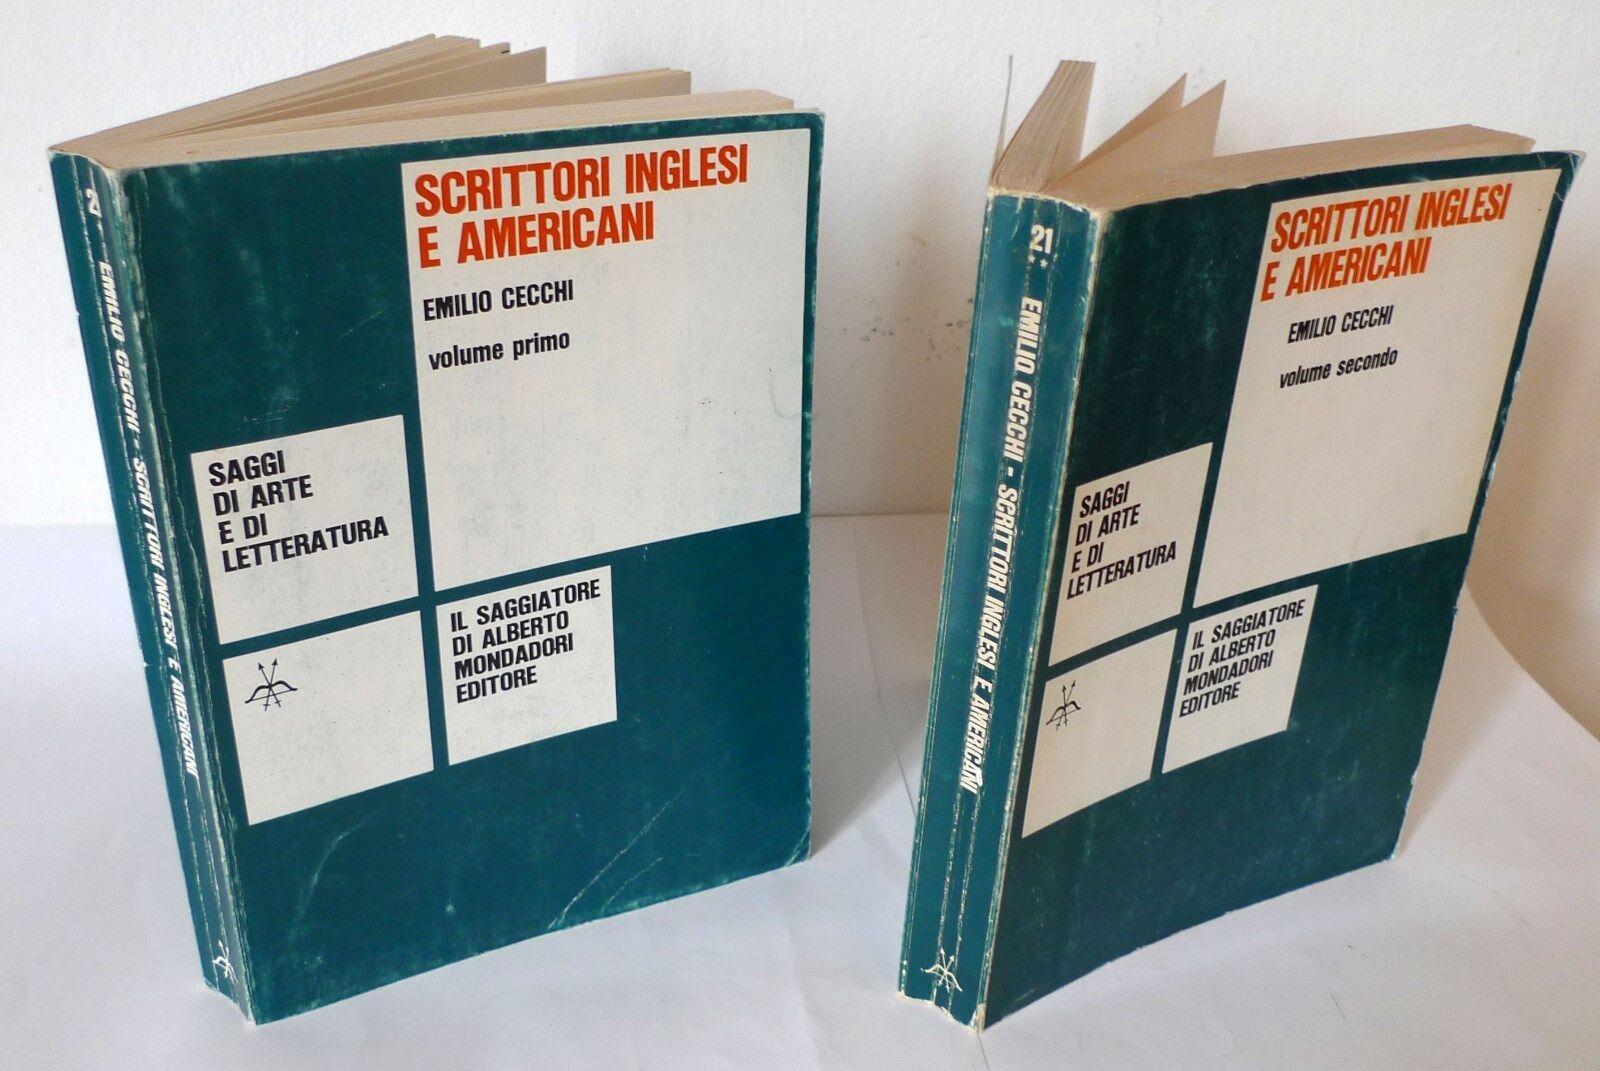 SCRITTORI INGLESI
E AMERICANI
EMILIO CECCHI
volume primo
SAGGI
DI ARTE
E DI
LETTERATURA
IL SAGGIATORE
DI ALBERTO
MONDADORI
EDITORE
EMILIO CECCHI - SCRITTORI INGLESI E AMERICANI
21
**
EMILIO CECCHI - SCRITTORI INGLESI E AMERICANI
SCRITTORI INGLESI
E AMERICANI
EMILIO CECCHI
volume secondo
SAGGI
DI ARTE
E DI
LETTERATURA
IL SAGGIATORE
DI ALBERTO
MONDADORI
EDITORE